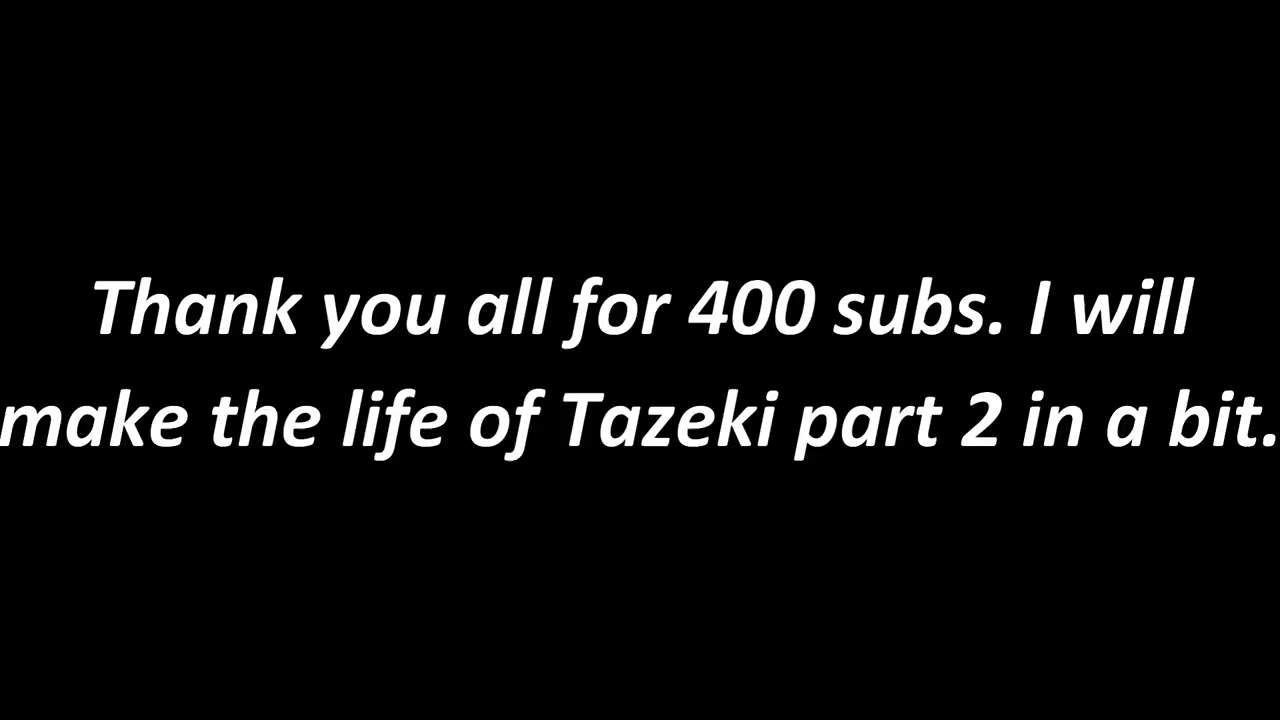 Thank you all for 400 subs. I will
make the life of Tazeki part 2 in a bit.